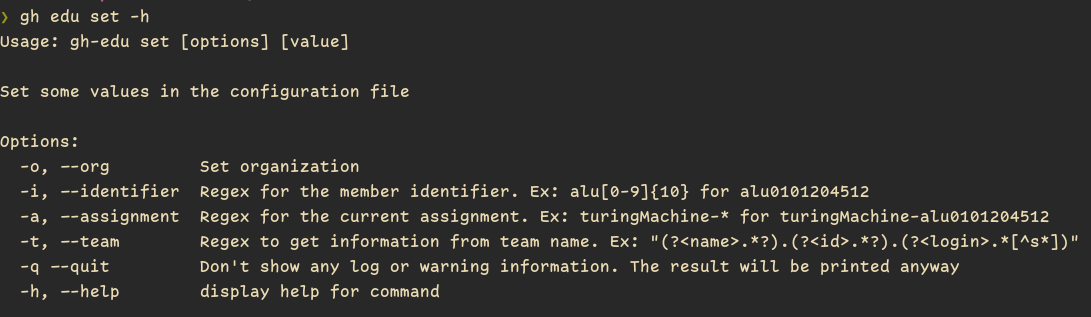 ❯ gh edu set -h
Usage: gh-edu set [options] [value]
Set some values in the configuration file
Options:
-o, --org Set organization
-i, --identifier Regex for the member identifier. Ex: alu[0-9]{10} for alu0101204512
-a, --assignment Regex for the current assignment. Ex: turingMachine-* for turingMachine-alu0101204512
-t, --team Regex to get information from team name. Ex: "(?<name>.*?).(?<id>.*?).(?<login>.*[^s*])"
-q --quit Don't show any log or warning information. The result will be printed anyway
-h, --help display help for command